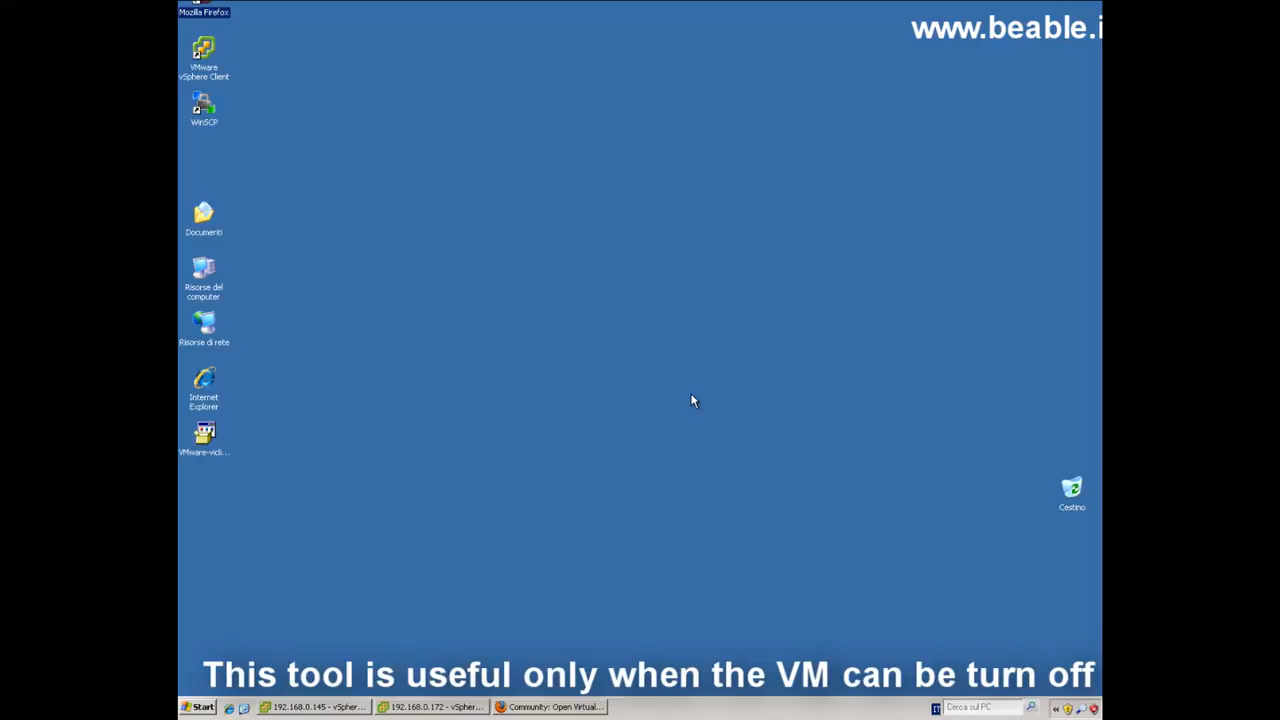 Mozilla Firefox
www.beable.i
VMware
vSphere Client
WinSCP
Documenti
Risorse del
computer
Risorse di rete
Internet
Explorer
VMware-vicli...
Cestino
This tool is useful only when the VM can be turn off
Start
192.168.0.145 - vSpher...
192.168.0.172 - vSpher...
Community: Open Virtual...
IT
Cerca sul PC
«